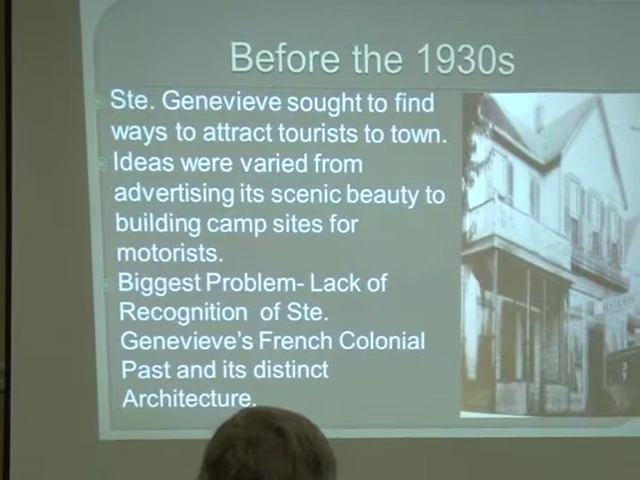 Before the 1930s
Ste. Genevieve sought to find
ways to attract tourists to town.
Ideas were varied from
advertising its scenic beauty to
building camp sites for
motorists.
Biggest Problem- Lack of
Recognition of Ste.
Genevieve's French Colonial
Past and its distinct
Architecture.